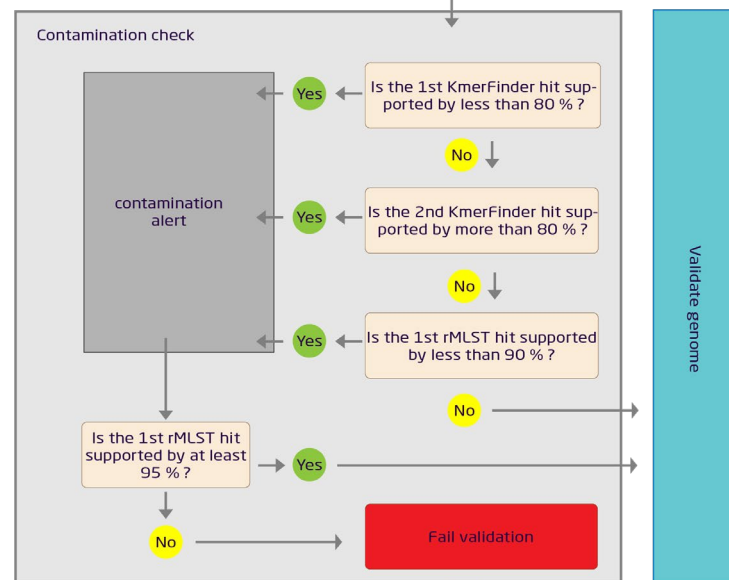 Contamination check
Is the 1st KmerFinder hit sup-
ported by less than 80 % ?
Yes
No
contamination
alert
Is the 2nd KmerFinder hit sup-
ported by more than 80 % ?
Yes
No
Is the 1st rMLST hit supported
by less than 90 % ?
Yes
No
Is the 1st rMLST hit
supported by at least
95 % ?
Yes
No
Fail validation
Validate genome